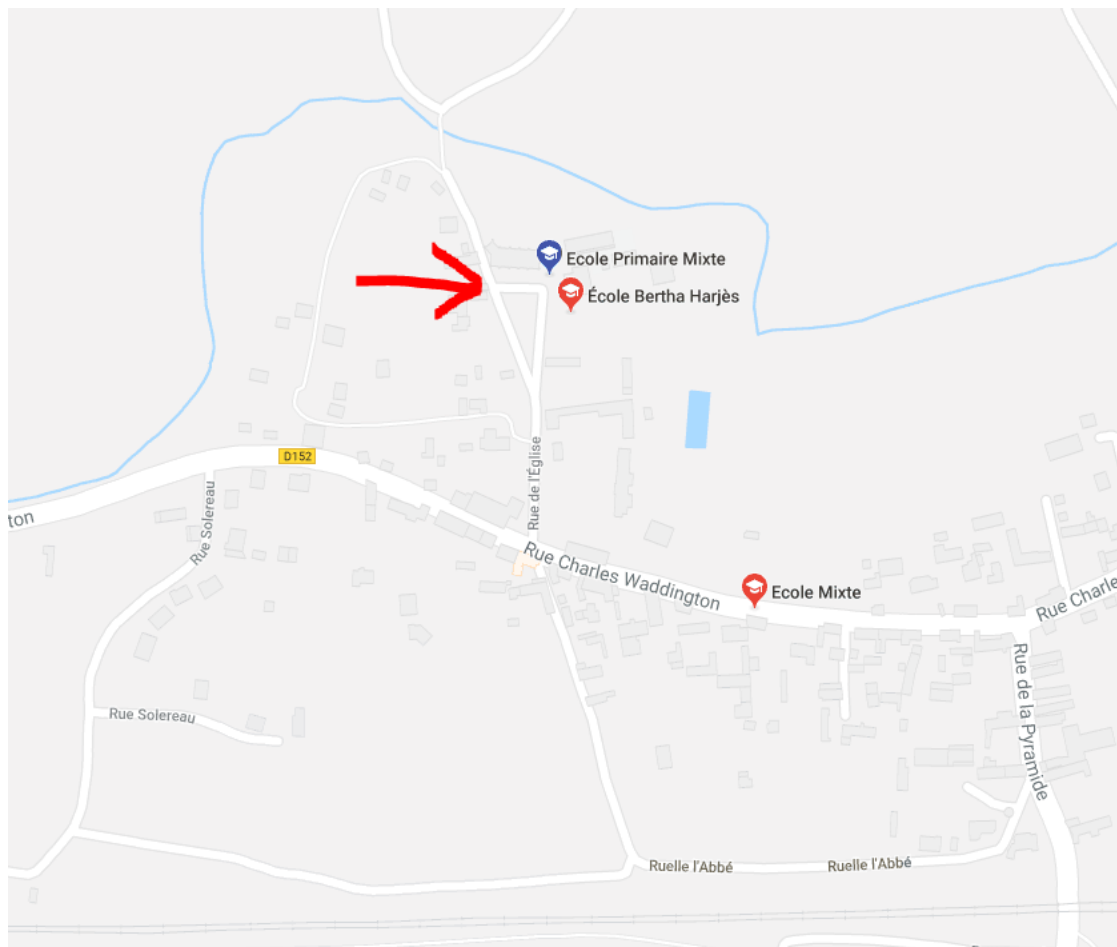 Ecole Primaire Mixte
École Bertha Harjès
D152
Rue de l'Église
ton
Rue Solereau
Rue Charles Waddington
Ecole Mixte
Rue Charle
Rue de la Pyramide
Rue Solereau
Ruelle l'Abbé
Ruelle l'Abbé